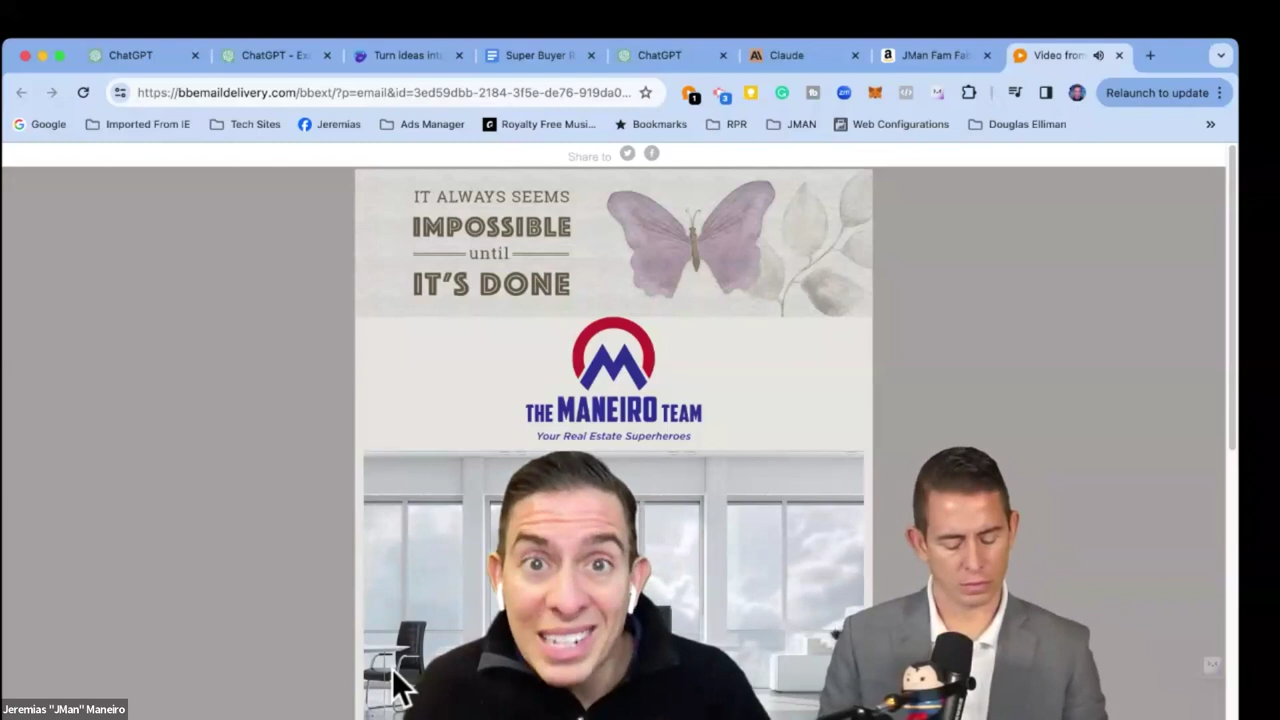 ChatGPT
ChatGPT - Ex
Turn ideas int
Super Buyer
ChatGPT
Claude
JMan Fam Fa
Video from
https://bbemaildelivery.com/bbext/?p=email&id=3ed59dbb-2184-3f5e-de76-919da0...
1
3
Relaunch to update
Google
Imported From IE
Tech Sites
Jeremias
Ads Manager
Royalty Free Musi...
Bookmarks
RPR
JMAN
Web Configurations
Douglas Elliman
»
Share to
IT ALWAYS SEEMS
IMPOSSIBLE
until
IT'S DONE
THE MANEIRO TEAM
Your Real Estate Superheroes
Jeremias "JMan" Maneiro